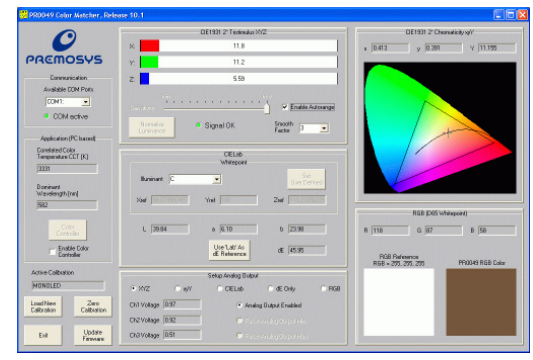 PR0049 Color Matcher, Release 10.1
PREMOSYS
Communication
Available COM Ports
COM1:
COM active
Application (PC based)
Correlated Color
Temperature CCT [K]
3331
Dominant
Wavelength [nm]
582
Color
Controller
Enable Color
Controller
Active Calibration
MONOLED
Load New
Calibration
Zero
Calibration
Exit
Update
Firmware
CIE1931 2° Tristimulus XYZ
X: 11.8
Y: 11.2
Z: 5.59
Enable Autorange
Normalize
Luminance
Signal OK
Smooth
Factor
3
CIELab
Whitepoint
Illuminant C
Set
User Defined
Xref
Yref
Zref
L 39.84 a 6.10 b 23.98
Use 'Lab' As
dE Reference
dE 45.95
Setup Analog Output
XYZ xyY CIELab dE Only RGB
Ch1 Voltage 0.97
Analog Output Enabled
Ch2 Voltage 0.92
Ch3 Voltage 0.51
CIE1931 2° Chromaticity xyY
x 0.413 y 0.391 Y 11.195
RGB (D65 Whitepoint)
R 118 G 87 B 58
RGB Reference
RGB = 255, 255, 255
PR0049 RGB Color